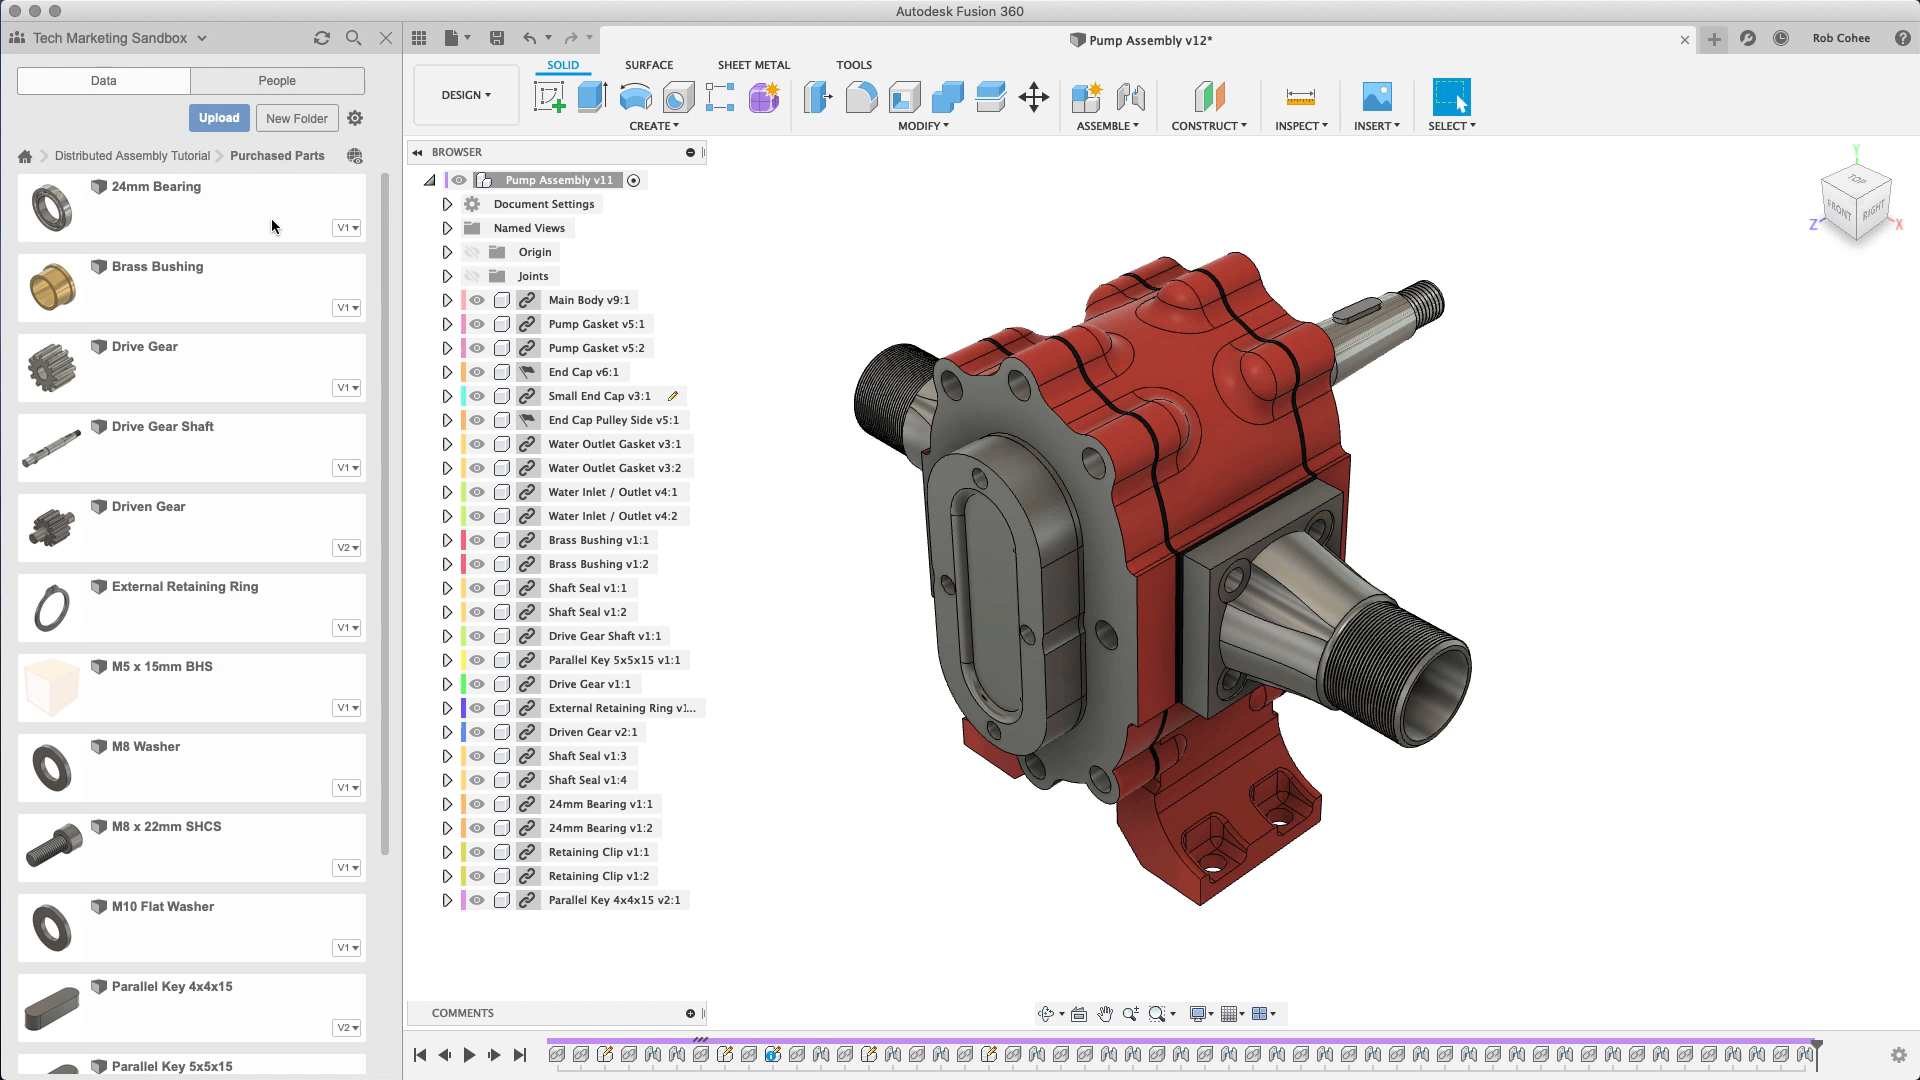 Autodesk Fusion 360
Tech Marketing Sandbox
Pump Assembly v12*
Rob Cohee
Data
People
Upload
New Folder
Distributed Assembly Tutorial
Purchased Parts
24mm Bearing
V1
Brass Bushing
V1
Drive Gear
V1
Drive Gear Shaft
V1
Driven Gear
V2
External Retaining Ring
V1
M5 x 15mm BHS
V1
M8 Washer
V1
M8 x 22mm SHCS
V1
M10 Flat Washer
V1
Parallel Key 4x4x15
V2
Parallel Key 5x5x15
DESIGN
SOLID
SURFACE
SHEET METAL
TOOLS
CREATE
MODIFY
ASSEMBLE
CONSTRUCT
INSPECT
INSERT
SELECT
BROWSER
Pump Assembly v11
Document Settings
Named Views
Origin
Joints
Main Body v9:1
Pump Gasket v5:1
Pump Gasket v5:2
End Cap v6:1
Small End Cap v3:1
End Cap Pulley Side v5:1
Water Outlet Gasket v3:1
Water Outlet Gasket v3:2
Water Inlet / Outlet v4:1
Water Inlet / Outlet v4:2
Brass Bushing v1:1
Brass Bushing v1:2
Shaft Seal v1:1
Shaft Seal v1:2
Drive Gear Shaft v1:1
Parallel Key 5x5x15 v1:1
Drive Gear v1:1
External Retaining Ring v1...
Driven Gear v2:1
Shaft Seal v1:3
Shaft Seal v1:4
24mm Bearing v1:1
24mm Bearing v1:2
Retaining Clip v1:1
Retaining Clip v1:2
Parallel Key 4x4x15 v2:1
COMMENTS
Y
TOP
FRONT
RIGHT
Z
X